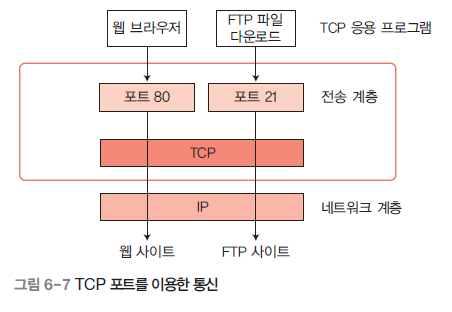 웹 브라우저
FTP 파일
다운로드
TCP 응용 프로그램
포트 80
포트 21
전송 계층
TCP
IP
네트워크 계층
웹 사이트
FTP 사이트
그림 6-7 TCP 포트를 이용한 통신